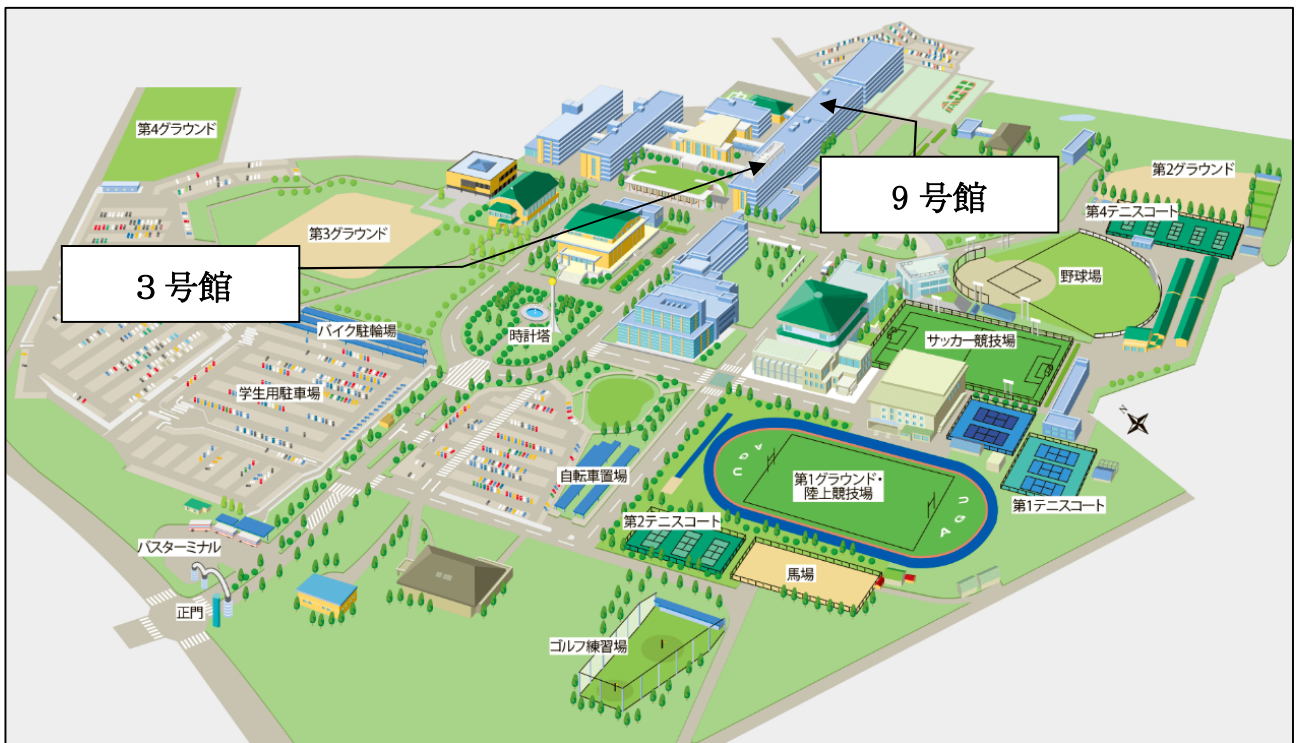 第4グラウンド
第2グラウンド
9 号館
第4テニスコート
第3グラウンド
野球場
3 号館
バイク駐輪場
時計塔
サッカー競技場
学生用駐車場
N
自転車置場
第1グラウンド・
陸上競技場
第1テニスコート
第2テニスコート
バスターミナル
馬場
正門
ゴルフ練習場